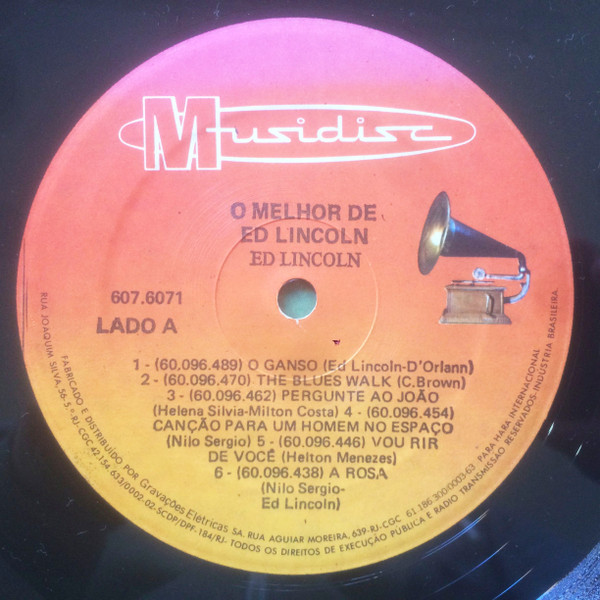 Musidisc
O MELHOR DE
ED LINCOLN
ED LINCOLN
607.6071
LADO A
1 - (60.096.489) O GANSO (Ed Lincoln-D'Orlann)
2 - (60.096.470) THE BLUES WALK (C.Brown)
3 - (60.096.462) PERGUNTE AO JOÃO
(Helena Silvia-Milton Costa) 4 - (60.096.454)
CANÇÃO PARA UM HOMEM NO ESPAÇO
(Nilo Sergio) 5 - (60.096.446) VOU RIR
DE VOCÊ (Helton Menezes)
6 - (60.096.438) A ROSA
(Nilo Sergio-
Ed Lincoln)
FABRICADO E DISTRIBUÍDO POR Gravações Elétricas SA. RUA AGUIAR MOREIRA, 639-RJ-CGC 61.186.300/0003-63 PARA HARA INTERNACIONAL
RUA JOAQUIM SILVA, 56-5º-RJ-CGC 42.154.633/0002-02-SCDP/DPF-184/RJ- TODOS OS DIREITOS DE EXECUÇÃO PÚBLICA E RADIO TRANSMISSÃO RESERVADOS-INDÚSTRIA BRASILEIRA.